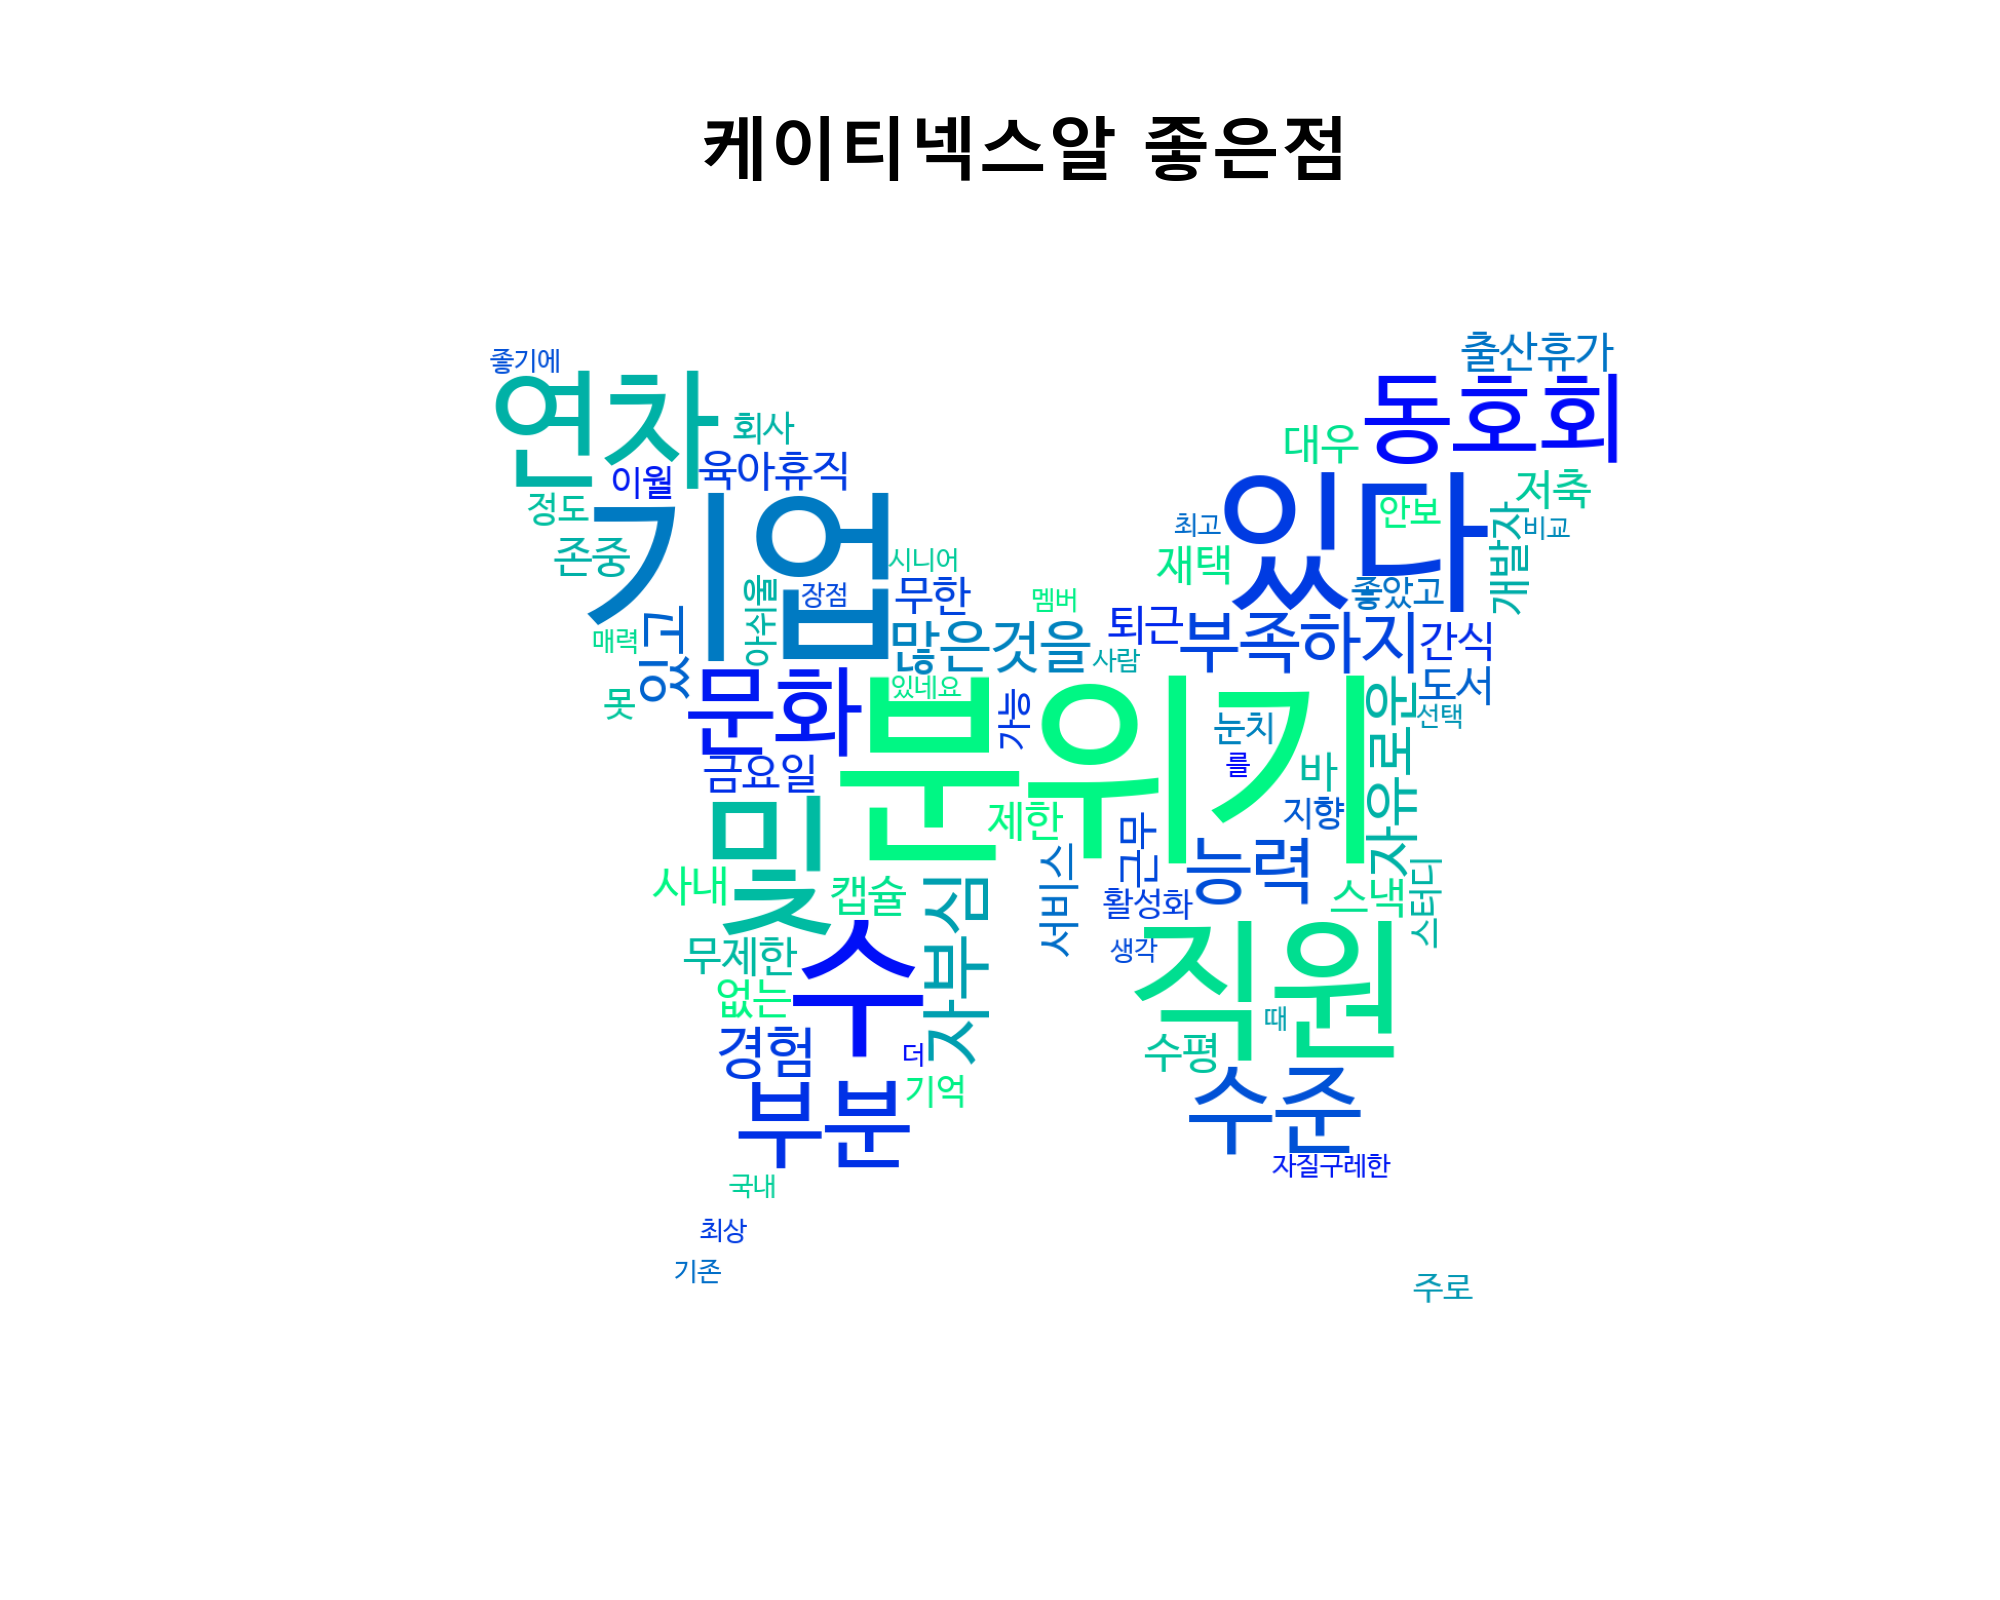 케이티넥스알 좋은점
출산휴가
좋기에
연차
동호회
회사
대우
육아휴직
이월
저축
정도
기업
있다
안보
개발자
비교
최고
존중
시니어
재택
장점
무한
멤버
좋았고
아쉬울
있고
매력
많은것을
퇴근
부족하지
간식
사람
문화
있네요
도서
못
분위기
가능
눈치
자유로운
선택
금요일
를
바
및
제한
지향
근무
서비스
능력
사내
캡슐
자부심
활성화
스낵
스터디
무제한
수
생각
직원
없는
때
경험
더
수평
기억
부분
수준
자질구레한
국내
최상
기존
주로